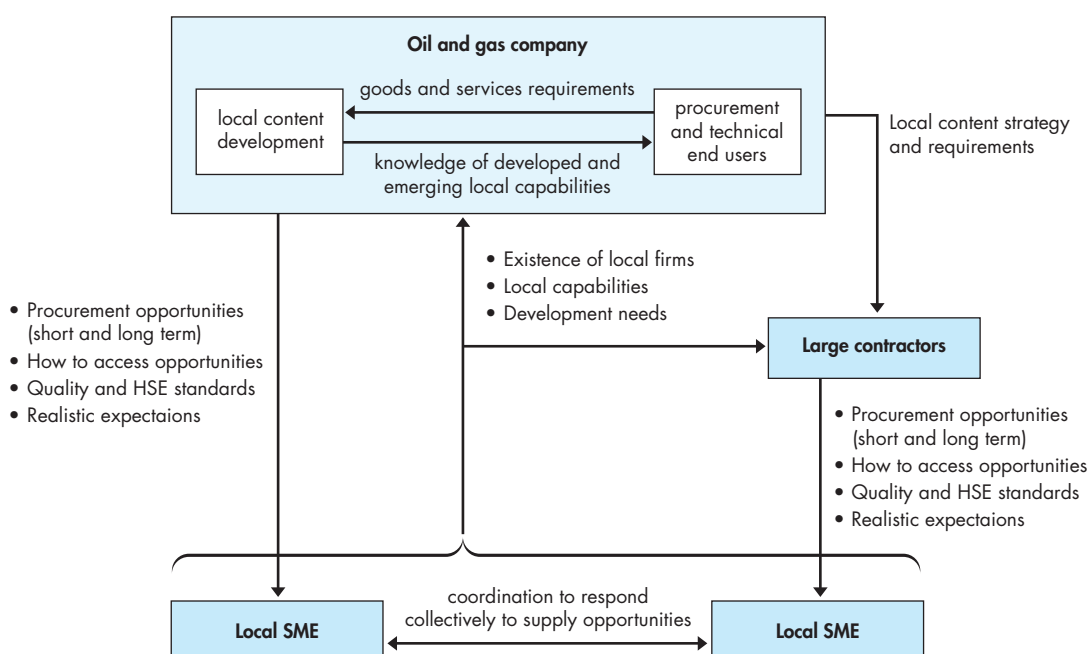 Oil and gas company
goods and services requirements
local content
development
procurement
and technical
end users
knowledge of developed and
emerging local capabilities
Local content strategy
and requirements
• Existence of local firms
• Local capabilities
• Development needs
• Procurement opportunities
(short and long term)
• How to access opportunities
• Quality and HSE standards
• Realistic expectaions
Large contractors
• Procurement opportunities
(short and long term)
• How to access opportunities
• Quality and HSE standards
• Realistic expectaions
coordination to respond
collectively to supply opportunities
Local SME
Local SME